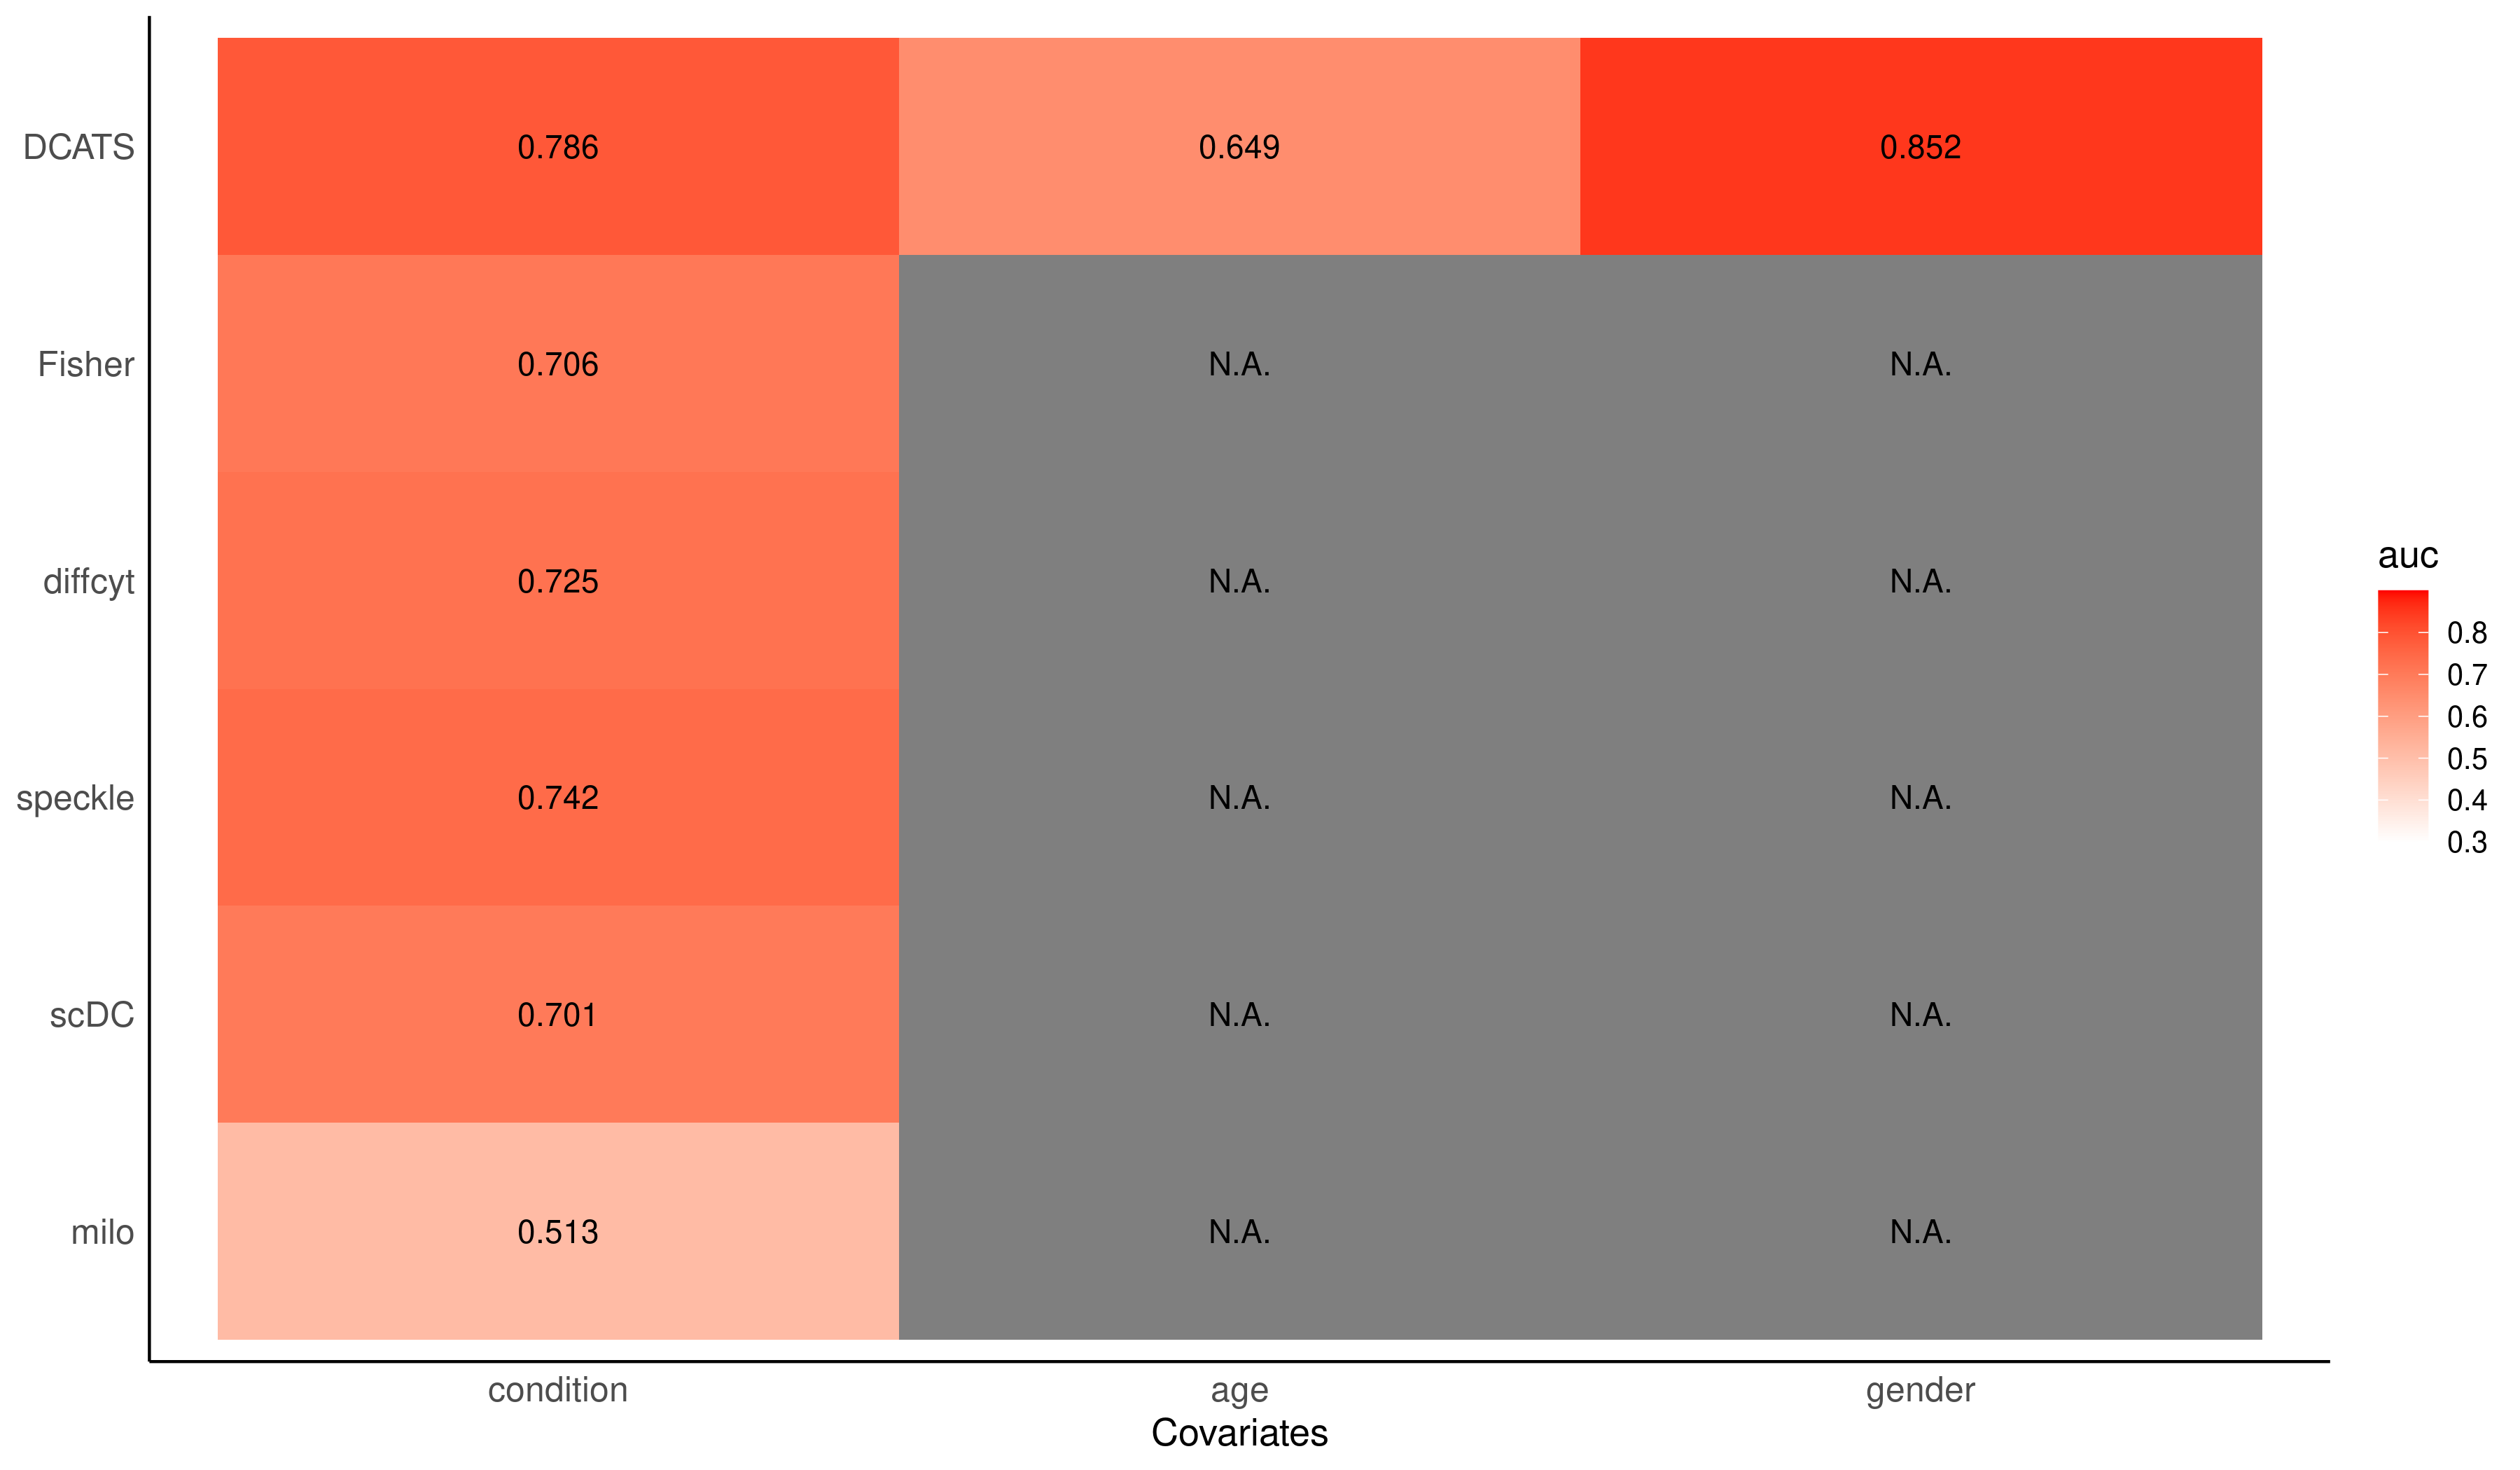 DCATS 0.786 0.649 0.852
Fisher 0.706 N.A. N.A.
diffcyt 0.725 N.A. N.A.
speckle 0.742 N.A. N.A.
scDC 0.701 N.A. N.A.
milo 0.513 N.A. N.A.
condition age gender
Covariates
auc
0.8
0.7
0.6
0.5
0.4
0.3